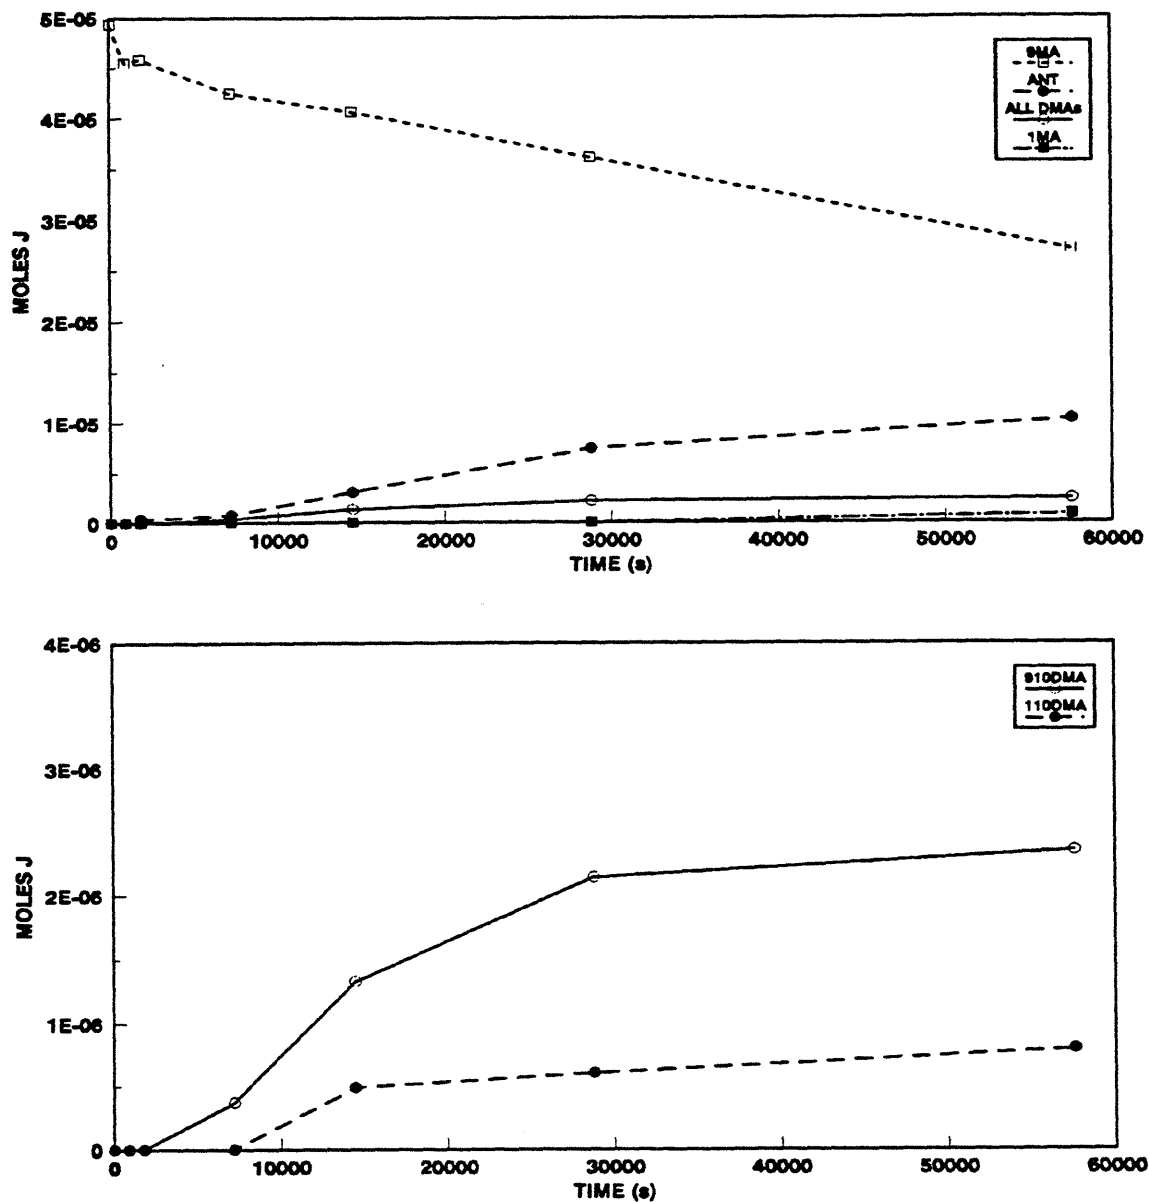 5E-05
4E-05
3E-05
2E-05
1E-05
0
MOLES J
9MA
ANT
ALL DMAs
1MA
0 10000 20000 30000 40000 50000 60000
TIME (s)
4E-06
3E-06
2E-06
1E-06
0
MOLES J
910DMA
110DMA
0 10000 20000 30000 40000 50000 60000
TIME (s)